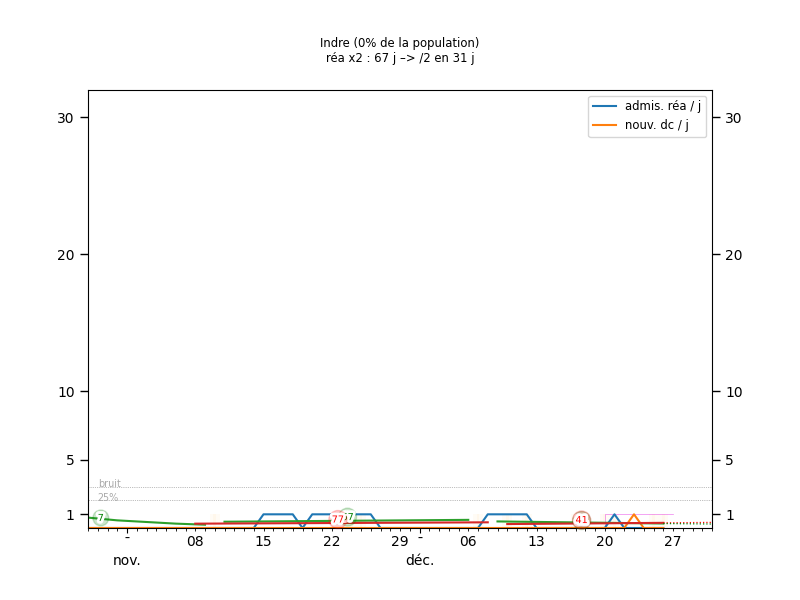 Indre (0% de la population)
réa x2 : 67 j –> /2 en 31 j
admis. réa / j
nouv. dc / j
30 30
20 20
10 10
5 5
bruit
25%
1 1
7 77 7 41
- 08 15 22 29 - 06 13 20 27
nov. déc.